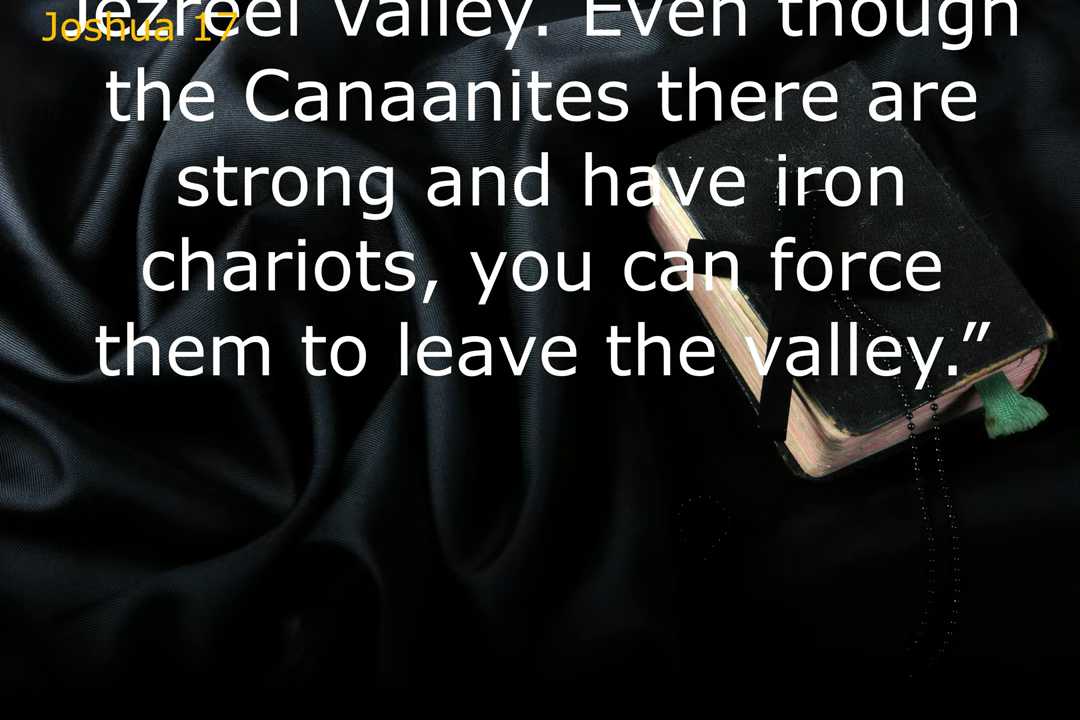 Joshua 17
Jezreel Valley. Even though
the Canaanites there are
strong and have iron
chariots, you can force
them to leave the valley.”